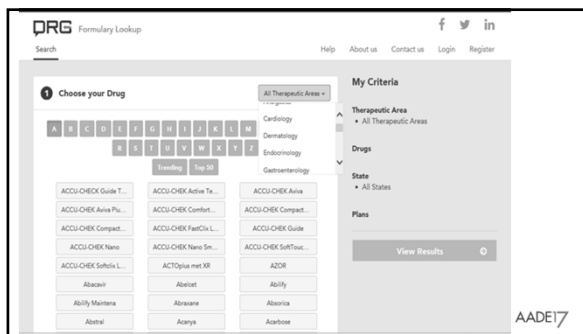 DRG Formulary Lookup
Search Help About us Contact us Login Register
1 Choose your Drug
All Therapeutic Areas
Cardiology
Dermatology
Endocrinology
Gastroenterology
A B C D E F G H I J K L M
R S T U V W X Y Z
Trending Top 50
ACCU-CHECK Guide T... ACCU-CHEK Active Te... ACCU-CHEK Aviva
ACCU-CHEK Aviva Plu... ACCU-CHEK Comfort... ACCU-CHEK Compact...
ACCU-CHEK Compact... ACCU-CHEK FastClix L... ACCU-CHEK Guide
ACCU-CHEK Nano ACCU-CHEK Nano Sm... ACCU-CHEK SoftTouc...
ACCU-CHEK Softclix L... ACTOplus met XR AZOR
Abacavir Abelcet Abilify
Abilify Maintena Abraxane Absorica
Abstral Acanya Acarbose
My Criteria
Therapeutic Area
• All Therapeutic Areas
Drugs
State
• All States
Plans
View Results
AADE17